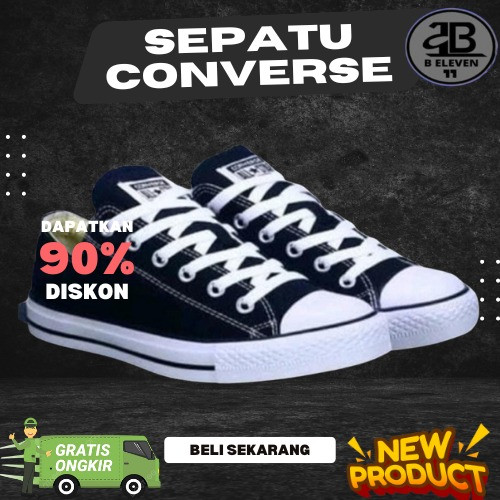 SEPATU
CONVERSE
B ELEVEN
11
DAPATKAN
90%
DISKON
GRATIS
ONGKIR
BELI SEKARANG
NEW
PRODUCT